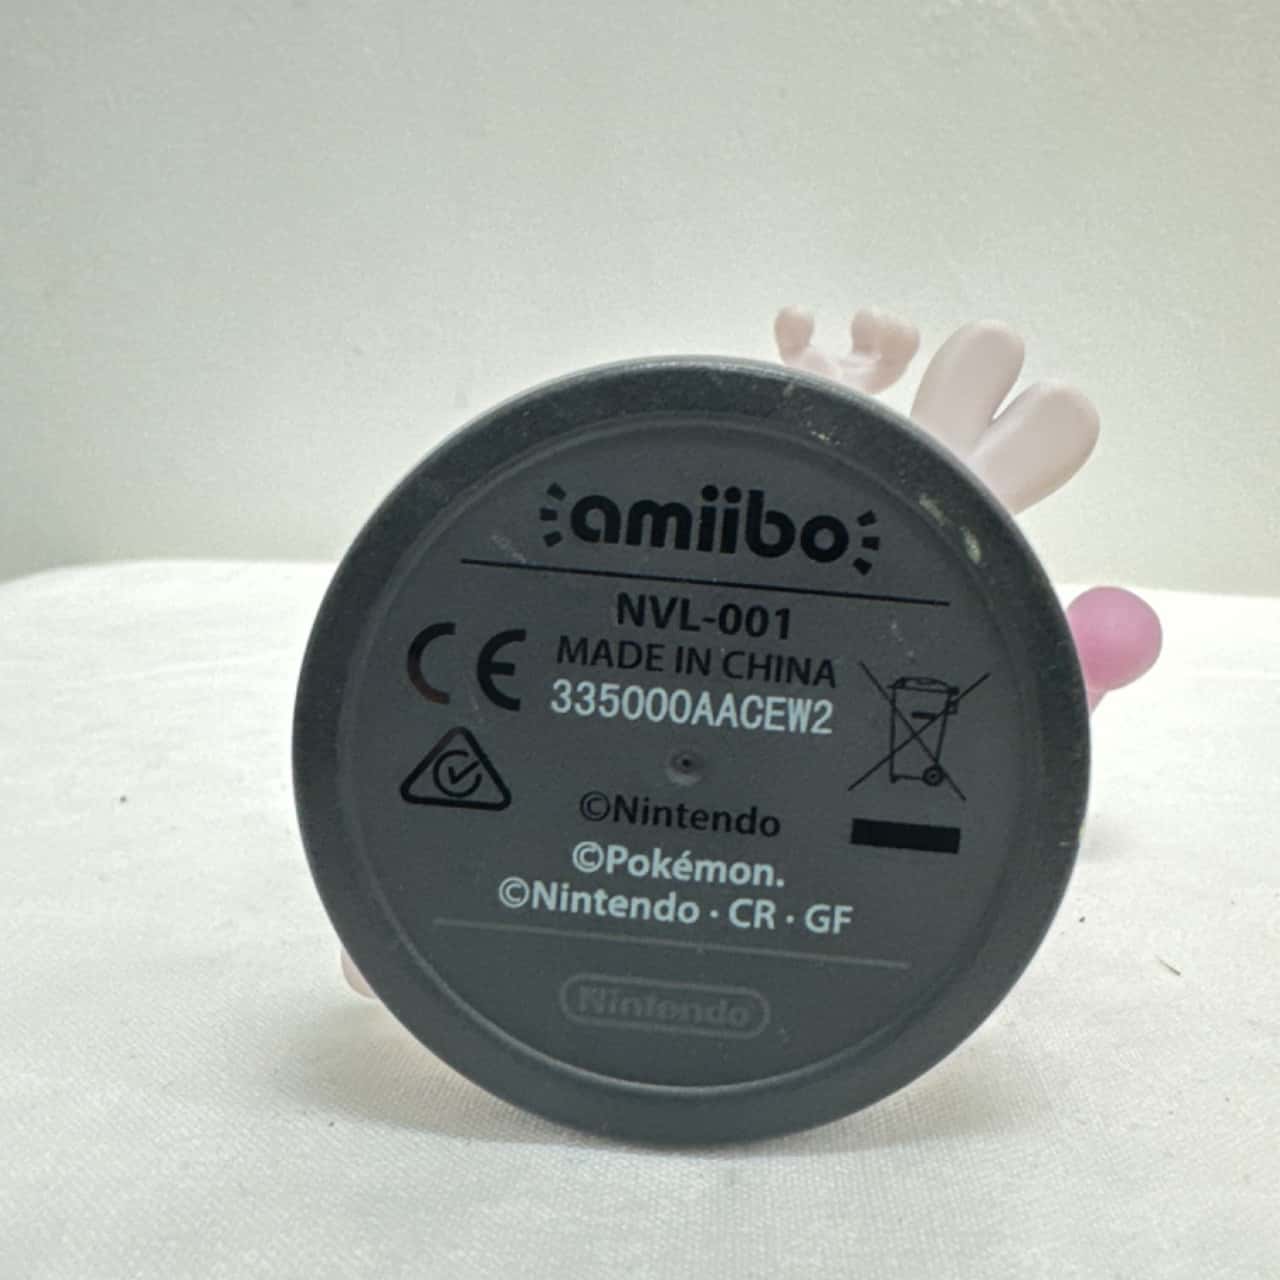 amiibo
NVL-001
CE
MADE IN CHINA
335000AACEW2
©Nintendo
©Pokémon.
©Nintendo · CR · GF
Nintendo